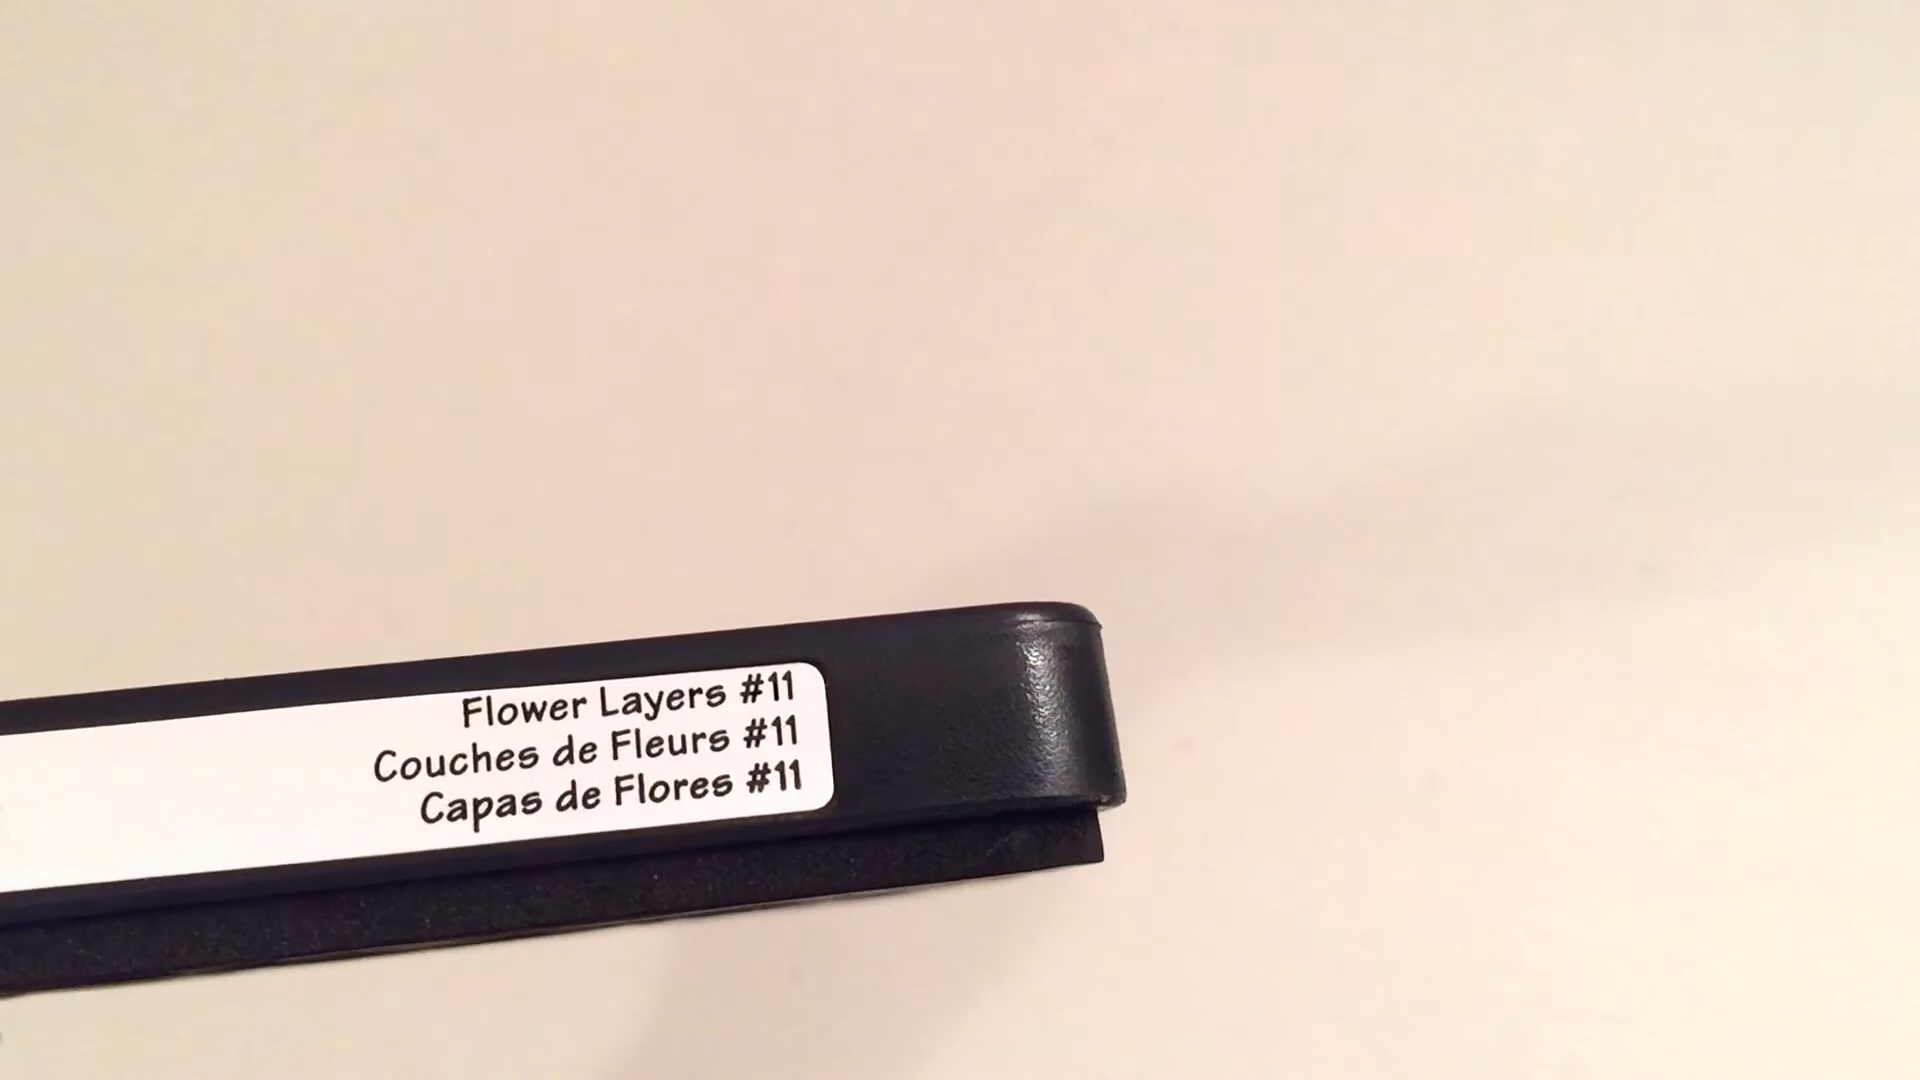 Flower Layers #11
Couches de Fleurs #11
Capas de Flores #11